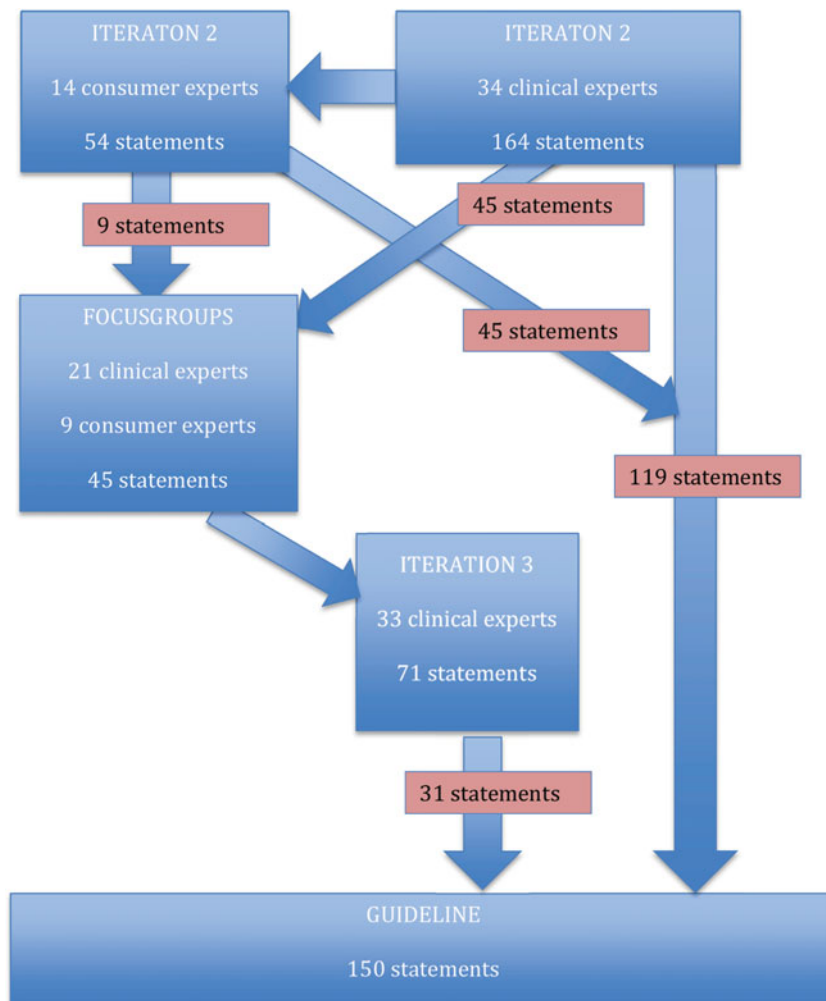 ITERATON 2
14 consumer experts
54 statements
ITERATION 2
34 clinical experts
164 statements
9 statements
45 statements
FOCUSGROUPS
21 clinical experts
9 consumer experts
45 statements
45 statements
119 statements
ITERATION 3
33 clinical experts
71 statements
31 statements
GUIDELINE
150 statements